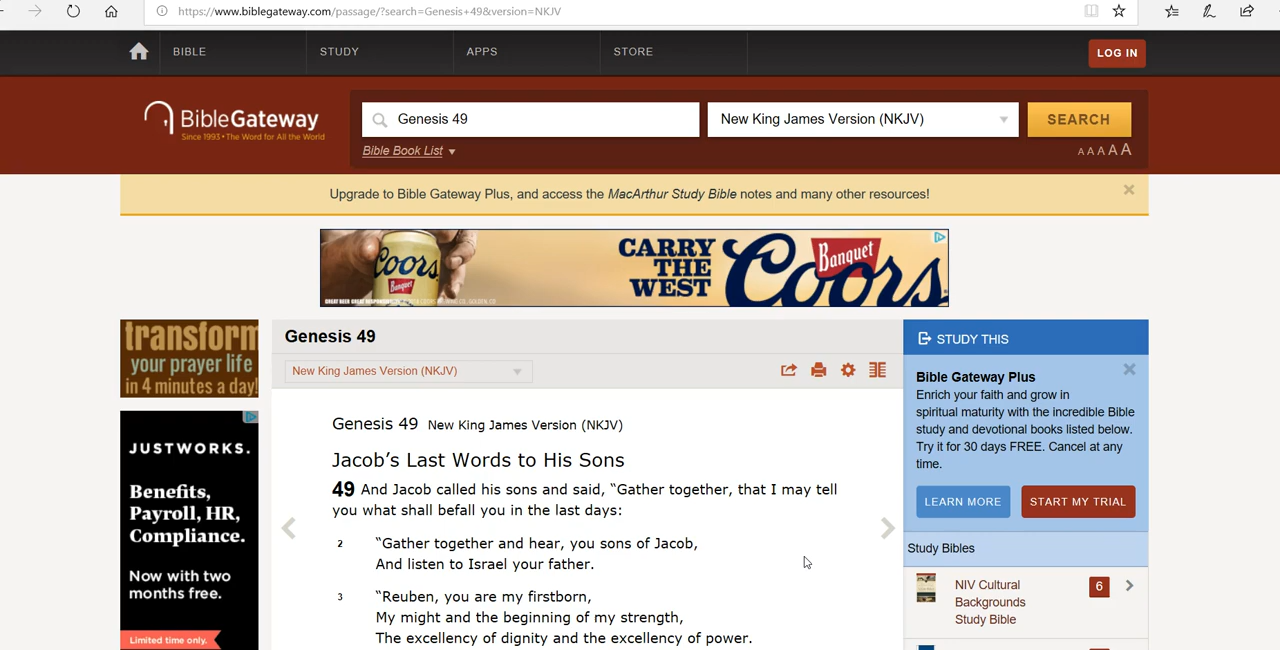 https://www.biblegateway.com/passage/?search=Genesis+49&version=NKJV
BIBLE
STUDY
APPS
STORE
LOG IN
BibleGateway
Since 1993 • The Word for All the World
Genesis 49
New King James Version (NKJV)
SEARCH
Bible Book List
A A A A A
Upgrade to Bible Gateway Plus, and access the MacArthur Study Bible notes and many other resources!
Coors
Banquet
CARRY
THE
WEST
Banquet
Coors
transform
your prayer life
in 4 minutes a day!
JUSTWORKS.
Benefits,
Payroll, HR,
Compliance.
Now with two
months free.
Limited time only.
Genesis 49
New King James Version (NKJV)
Genesis 49 New King James Version (NKJV)
Jacob’s Last Words to His Sons
49 And Jacob called his sons and said, “Gather together, that I may tell
you what shall befall you in the last days:
2 “Gather together and hear, you sons of Jacob,
And listen to Israel your father.
3 “Reuben, you are my firstborn,
My might and the beginning of my strength,
The excellency of dignity and the excellency of power.
STUDY THIS
Bible Gateway Plus
Enrich your faith and grow in
spiritual maturity with the incredible Bible
study and devotional books listed below.
Try it for 30 days FREE. Cancel at any
time.
LEARN MORE
START MY TRIAL
Study Bibles
NIV Cultural
Backgrounds
Study Bible
6